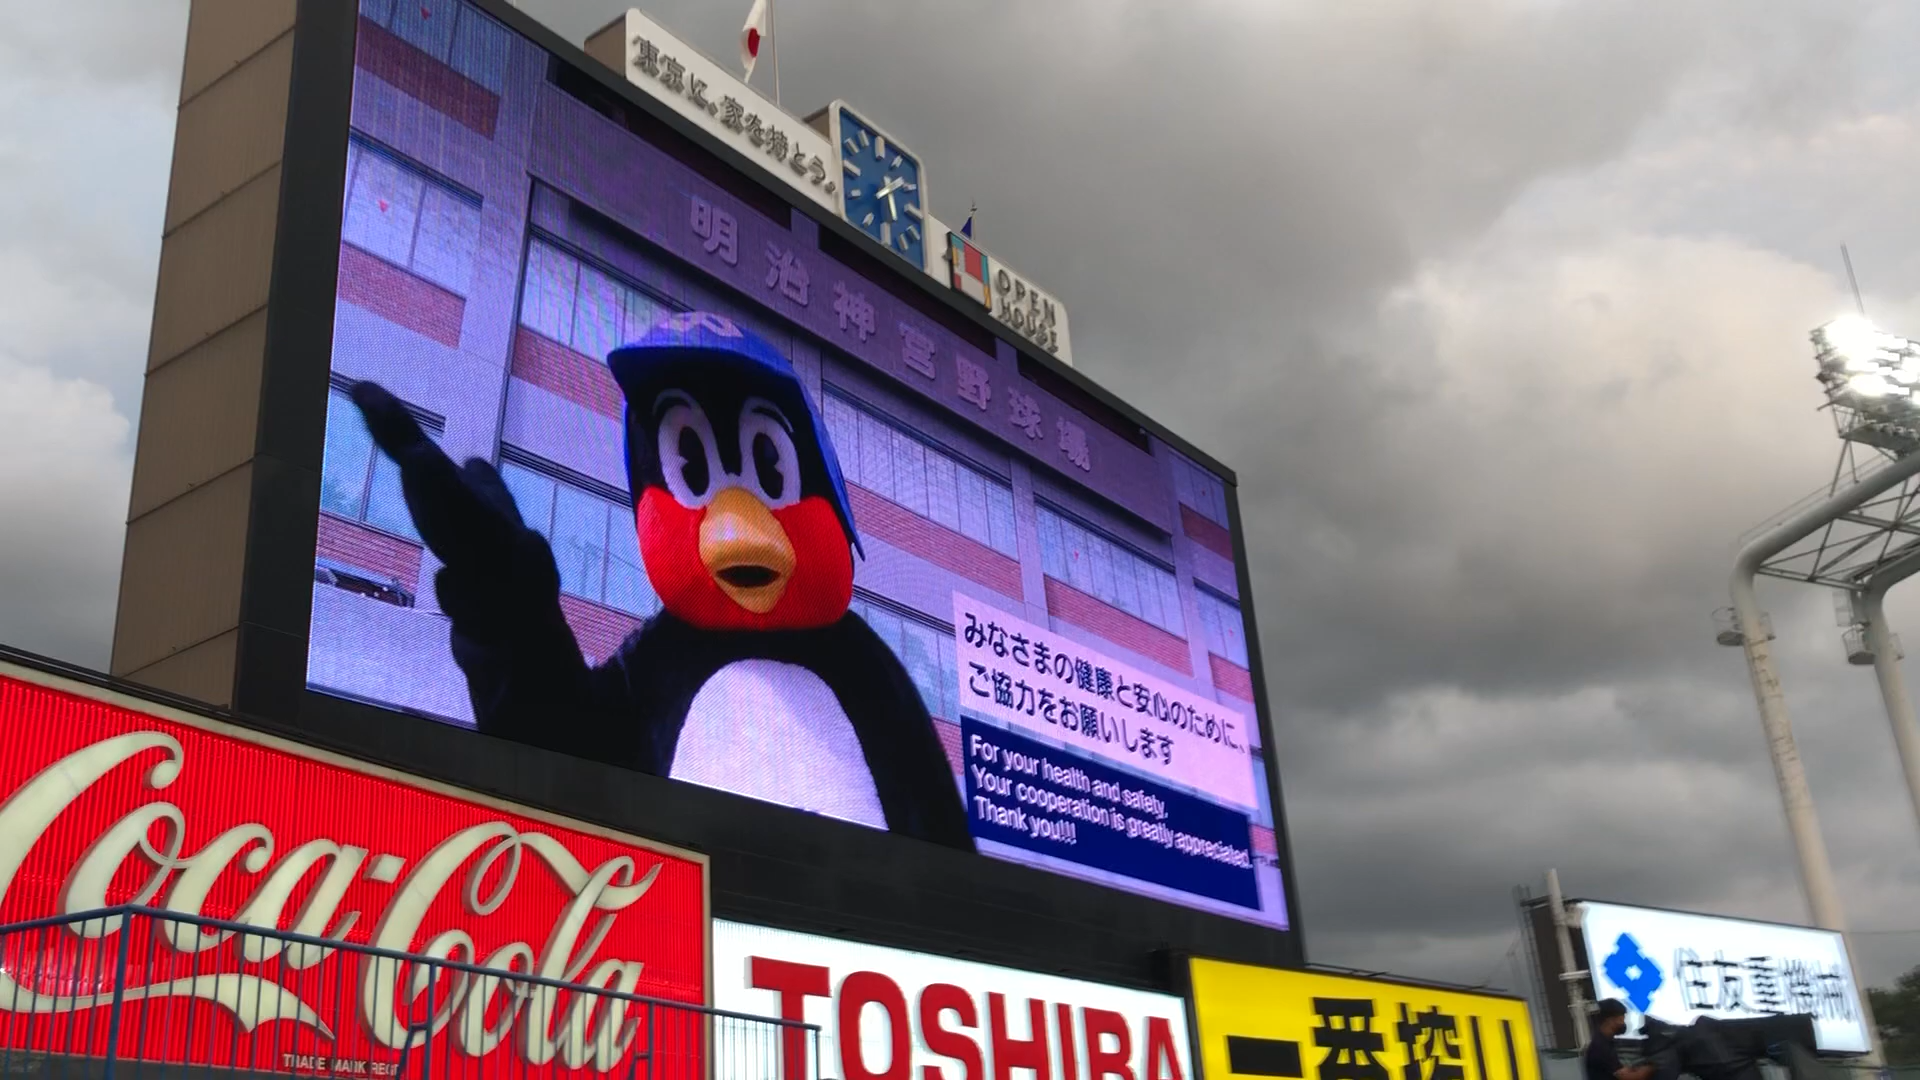 東京に、家を持とう。
OPEN
HOUSE
明治神宮野球場
みなさまの健康と安心のために、
ご協力をお願いします
For your health and safety,
Your cooperation is greatly appreciated.
Thank you!!!
Coca-Cola
TRADE MARK REGD
TOSHIBA
一番搾り
住友重機械